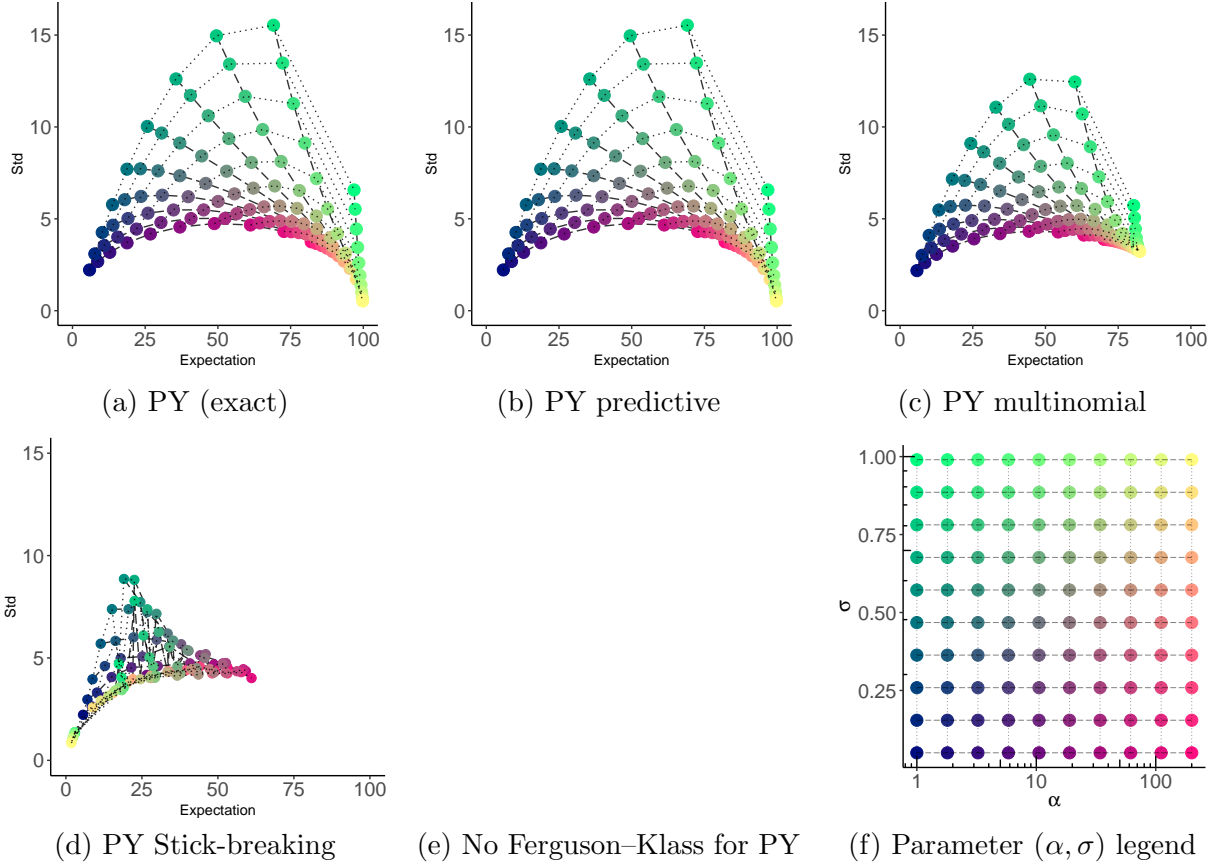 15
10
5
0
Std
0 25 50 75 100
Expectation
(a) PY (exact)
15
10
5
0
Std
0 25 50 75 100
Expectation
(b) PY predictive
15
10
5
0
Std
0 25 50 75 100
Expectation
(c) PY multinomial
15
10
5
0
Std
0 25 50 75 100
Expectation
(d) PY Stick-breaking
(e) No Ferguson–Klass for PY
1.00
0.75
0.50
0.25
σ
1 10 100
α
(f) Parameter (α, σ) legend